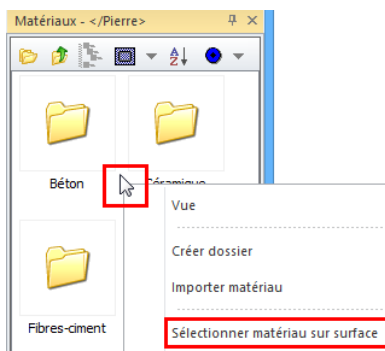 Matériaux - </Pierre>
Béton
Céramique
Vue
Créer dossier
Importer matériau
Fibres-ciment
Sélectionner matériau sur surface